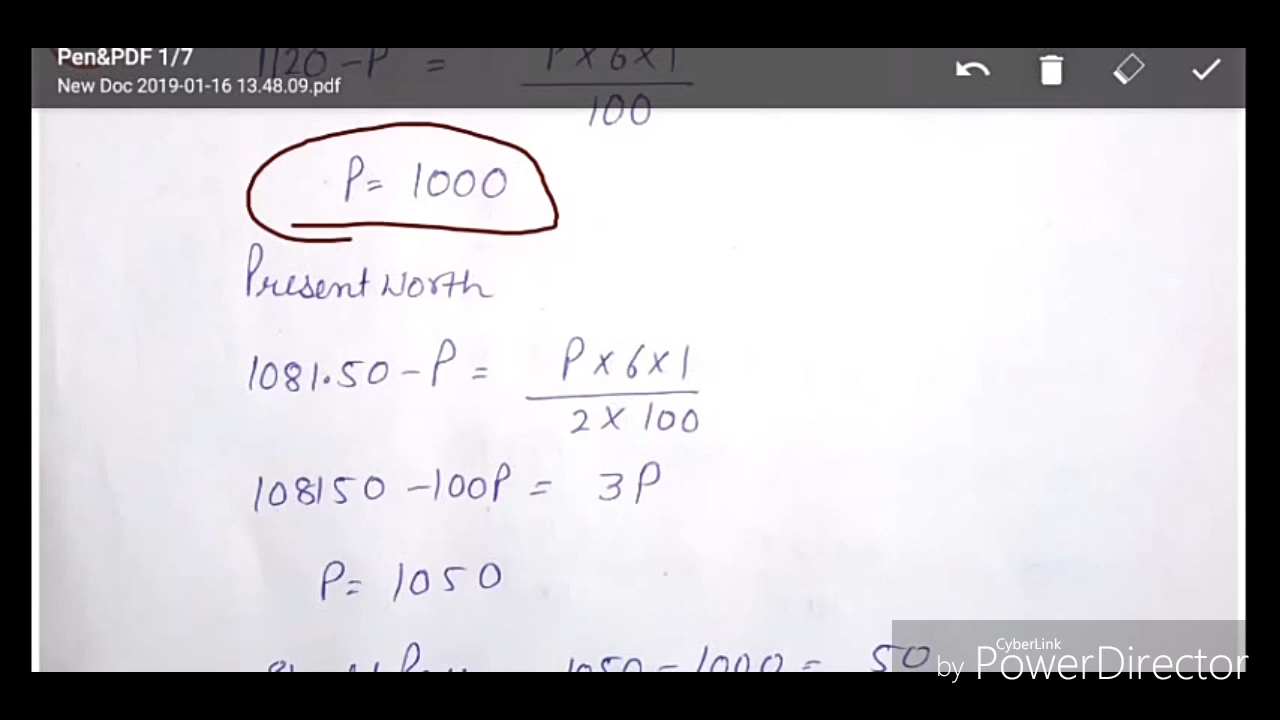 Pen&PDF 1/7
New Doc 2019-01-16 13.48.09.pdf
1120 - P = P x 6 x 1
100
P = 1000
Present Worth
1081.50 - P = P x 6 x 1
2 x 100
108150 - 100P = 3P
P = 1050
1050 - 1000 = 50
CyberLink
by PowerDirector